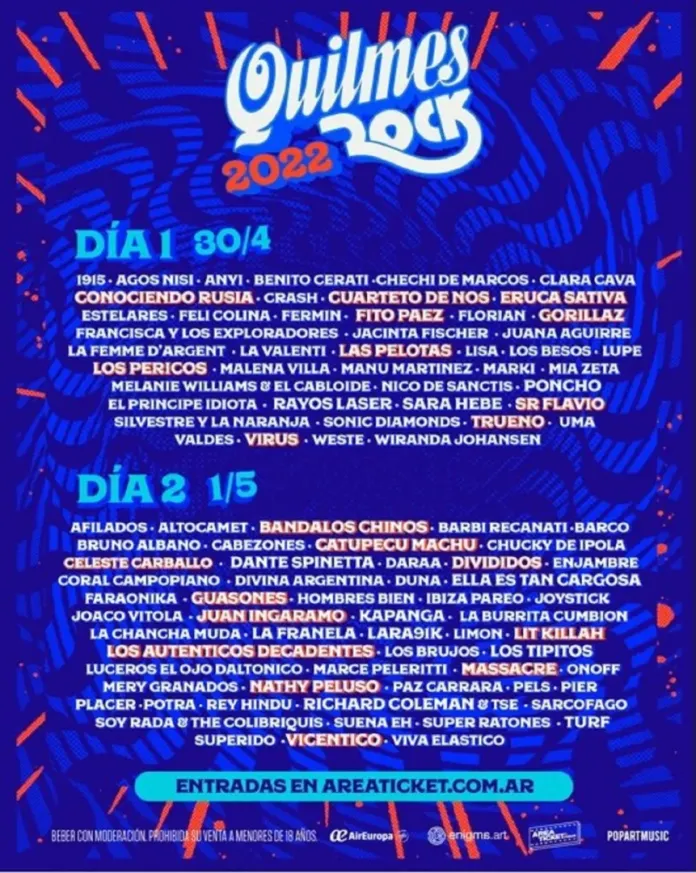 Quilmes
Rock
2022
DÍA 1 30/4
1915 · AGOS NISI · ANYI · BENITO CERATI · CHECHI DE MARCOS · CLARA CAVA
CONOCIENDO RUSIA · CRASH · CUARTETO DE NOS · ERUCA SATIVA
ESTELARES · FELI COLINA · FERMIN · FITO PAEZ · FLORIAN · GORILLAZ
FRANCISCA Y LOS EXPLORADORES · JACINTA FISCHER · JUANA AGUIRRE
LA FEMME D'ARGENT · LA VALENTI · LAS PELOTAS · LISA · LOS BESOS · LUPE
LOS PERICOS · MALENA VILLA · MANU MARTINEZ · MARKI · MIA ZETA
MELANIE WILLIAMS & EL CABLOIDE · NICO DE SANCTIS · PONCHO
EL PRINCIPE IDIOTA · RAYOS LASER · SARA HEBE · SR FLAVIO
SILVESTRE Y LA NARANJA · SONIC DIAMONDS · TRUENO · UMA
VALDES · VIRUS · WESTE · WIRANDA JOHANSEN
DÍA 2 1/5
AFILADOS · ALTOCAMET · BANDALOS CHINOS · BARBI RECANATI · BARCO
BRUNO ALBANO · CABEZONES · CATUPECU MACHU · CHUCKY DE IPOLA
CELESTE CARBALLO · DANTE SPINETTA · DARAA · DIVIDIDOS · ENJAMBRE
CORAL CAMPOPIANO · DIVINA ARGENTINA · DUNA · ELLA ES TAN CARGOSA
FARAONIKA · GUASONES · HOMBRES BIEN · IBIZA PAREO · JOYSTICK
JOACO VITOLA · JUAN INGARAMO · KAPANGA · LA BURRITA CUMBION
LA CHANCHA MUDA · LA FRANELA · LARA91K · LIMON · LIT KILLAH
LOS AUTENTICOS DECADENTES · LOS BRUJOS · LOS TIPITOS
LUCEROS EL OJO DALTONICO · MARCE PELERITTI · MASSACRE · ONOFF
MERY GRANADOS · NATHY PELUSO · PAZ CARRARA · PELS · PIER
PLACER · POTRA · REY HINDU · RICHARD COLEMAN & TSE · SARCOFAGO
SOY RADA & THE COLIBRIQUIS · SUENA EH · SUPER RATONES · TURF
SUPERIDO · VICENTICO · VIVA ELASTICO
ENTRADAS EN AREATICKET.COM.AR
BEBER CON MODERACIÓN. PROHIBIDA SU VENTA A MENORES DE 18 AÑOS. AirEuropa enigma.art AREA TICKET POPARTMUSIC